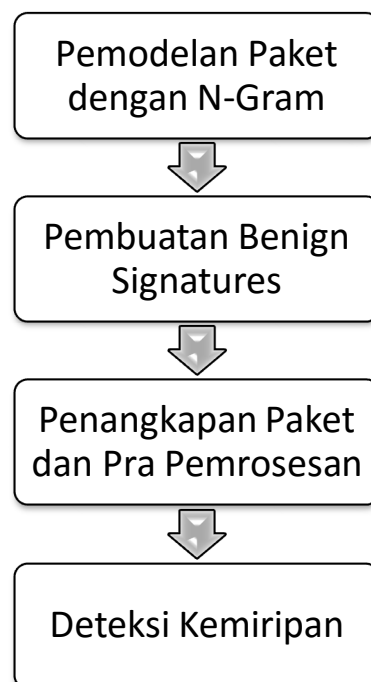 Pemodelan Paket
dengan N-Gram
Pembuatan Benign
Signatures
Penangkapan Paket
dan Pra Pemrosesan
Deteksi Kemiripan